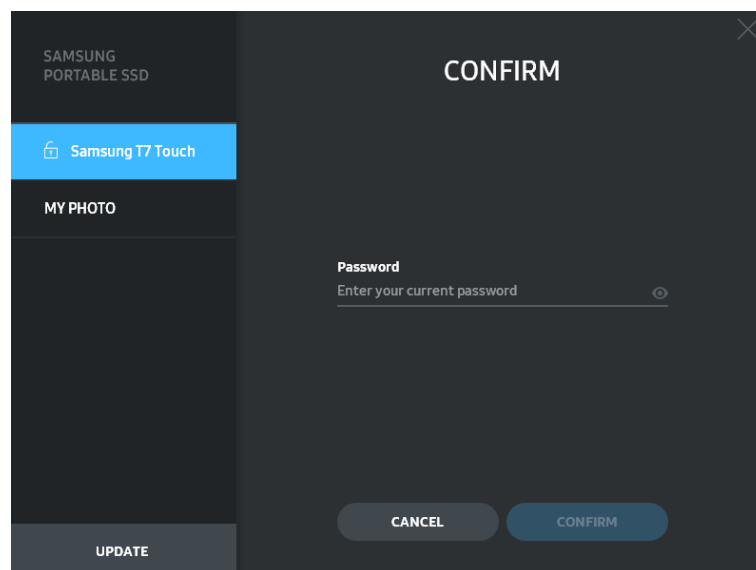 SAMSUNG
PORTABLE SSD
Samsung T7 Touch
MY PHOTO
UPDATE
CONFIRM
Password
Enter your current password
CANCEL
CONFIRM